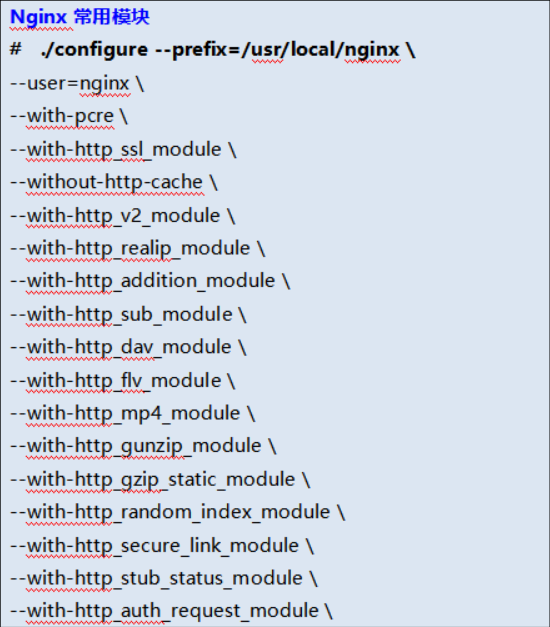 Nginx 常用模块
# ./configure --prefix=/usr/local/nginx \
--user=nginx \
--with-pcre \
--with-http_ssl_module \
--without-http-cache \
--with-http_v2_module \
--with-http_realip_module \
--with-http_addition_module \
--with-http_sub_module \
--with-http_dav_module \
--with-http_flv_module \
--with-http_mp4_module \
--with-http_gunzip_module \
--with-http_gzip_static_module \
--with-http_random_index_module \
--with-http_secure_link_module \
--with-http_stub_status_module \
--with-http_auth_request_module \